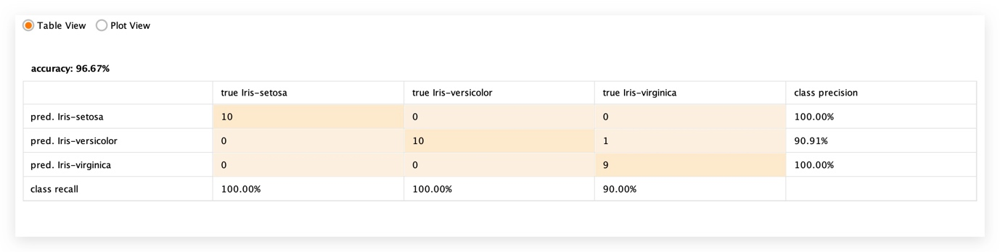 Table View Plot View
accuracy: 96.67%
true Iris-setosa true Iris-versicolor true Iris-virginica class precision
pred. Iris-setosa 10 0 0 100.00%
pred. Iris-versicolor 0 10 1 90.91%
pred. Iris-virginica 0 0 9 100.00%
class recall 100.00% 100.00% 90.00%